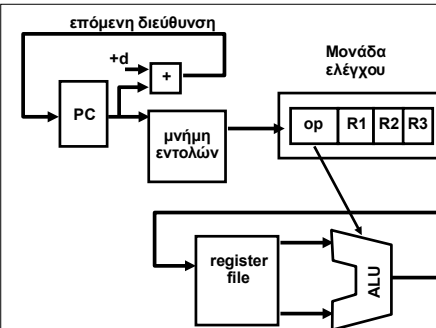 επόμενη διεύθυνση
+d
+
PC
μνήμη
εντολών
Μονάδα
ελέγχου
op R1 R2 R3
register
file
ALU